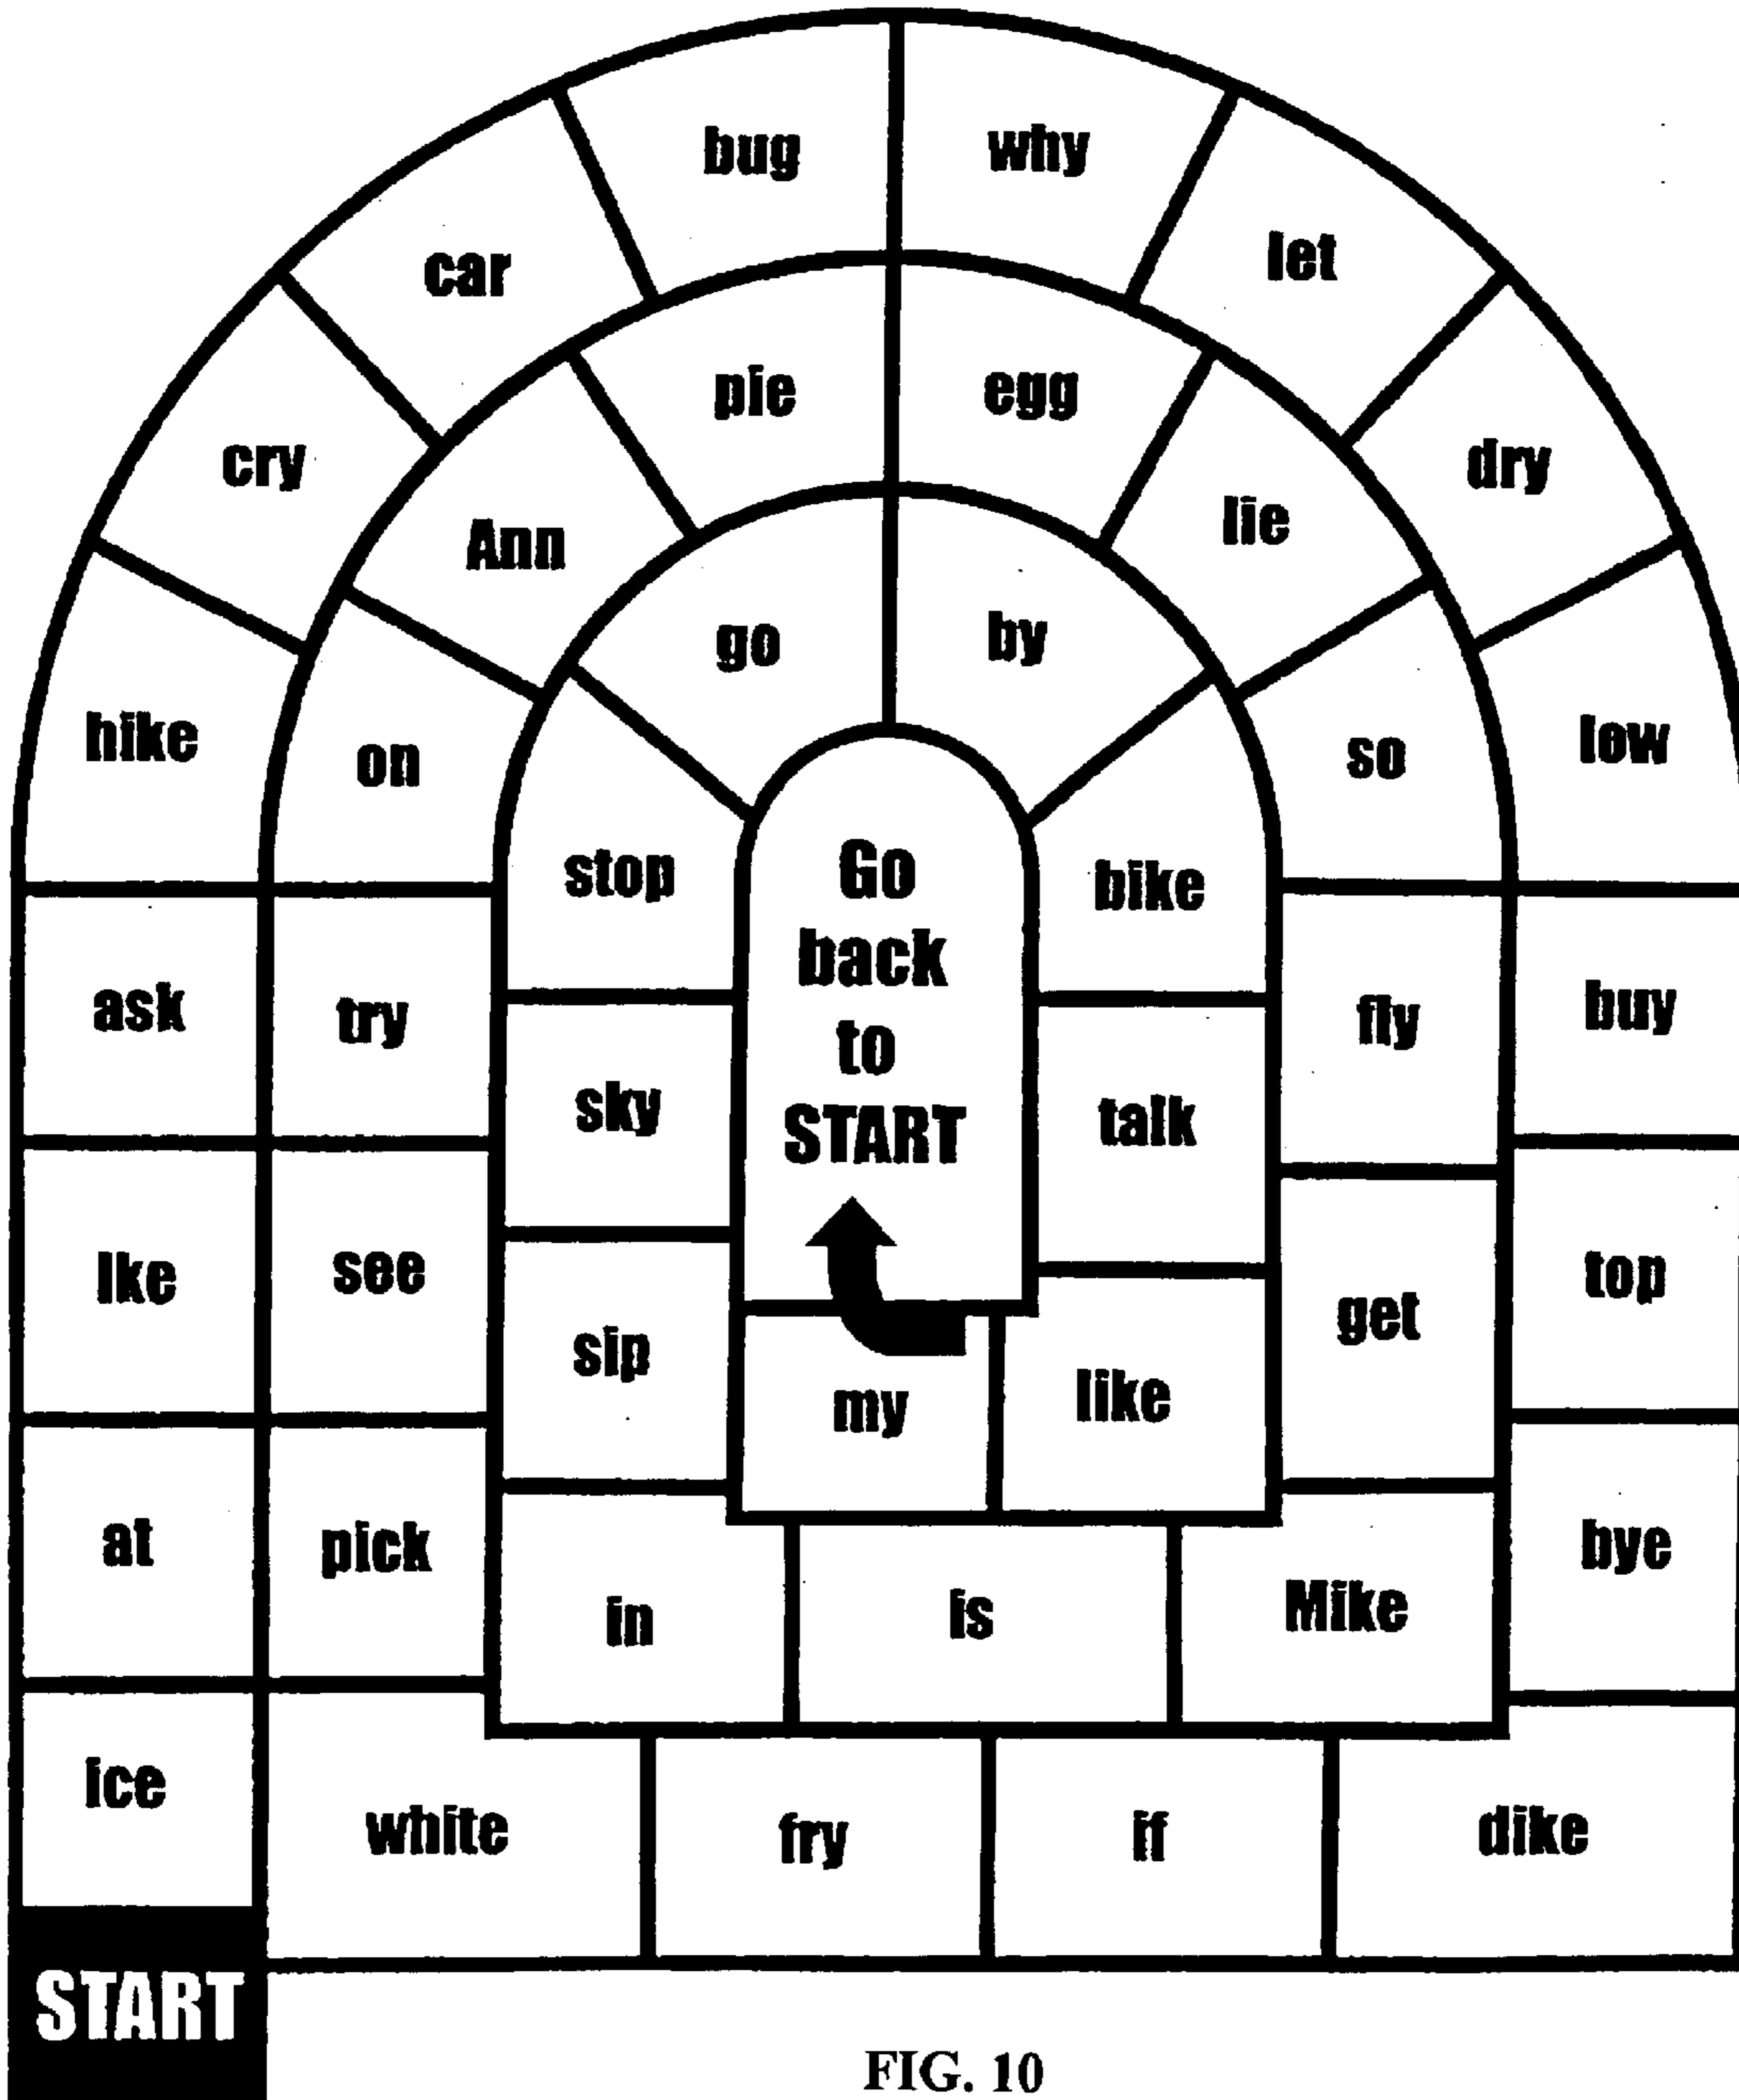 START
ice
at
Ike
ask
hike
cry
car
bug
why
let
dry
low
buy
top
bye
dike
if
fry
white
pick
see
try
on
Ann
pie
egg
lie
so
fly
get
Mike
is
in
sip
sky
stop
go
by
bike
talk
like
my
Go
back
to
START
FIG. 10